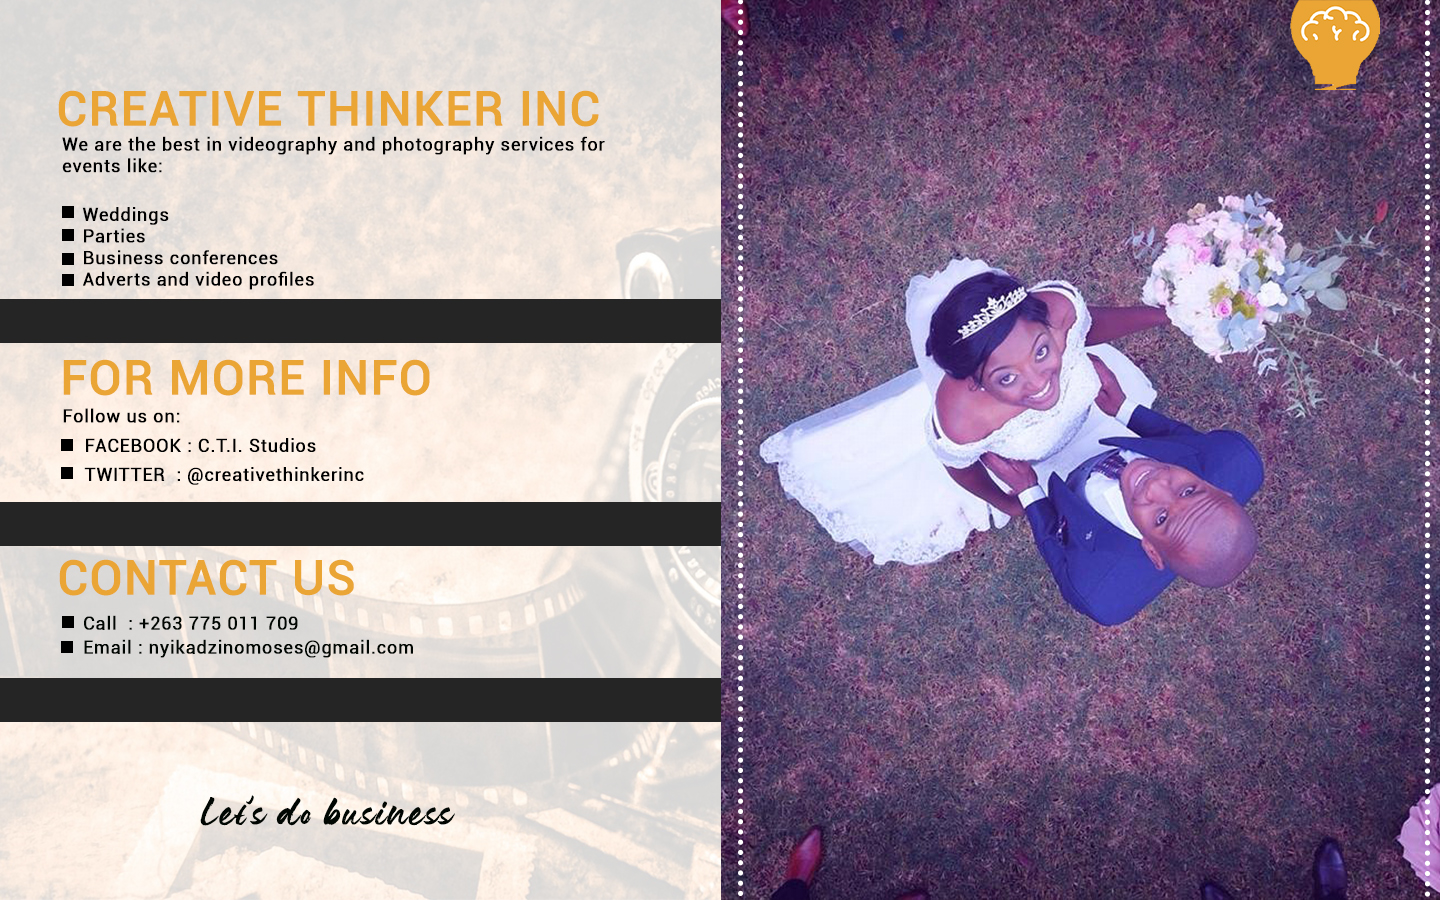 CREATIVE THINKER INC
We are the best in videography and photography services for
events like:
Weddings
Parties
Business conferences
Adverts and video profiles
FOR MORE INFO
Follow us on:
FACEBOOK : C.T.I. Studios
TWITTER : @creativethinkerinc
CONTACT US
Call : +263 775 011 709
Email : nyikadzinomoses@gmail.com
Let's do business